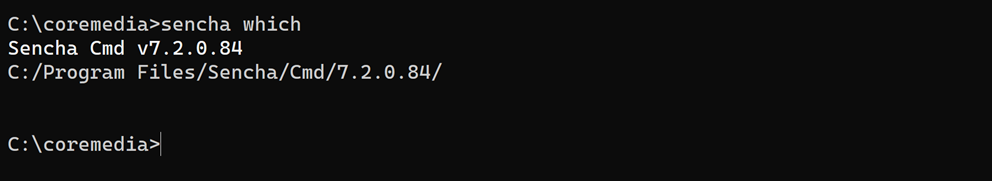 C:\coremedia>sencha which
Sencha Cmd v7.2.0.84
C:/Program Files/Sencha/Cmd/7.2.0.84/
C:\coremedia>